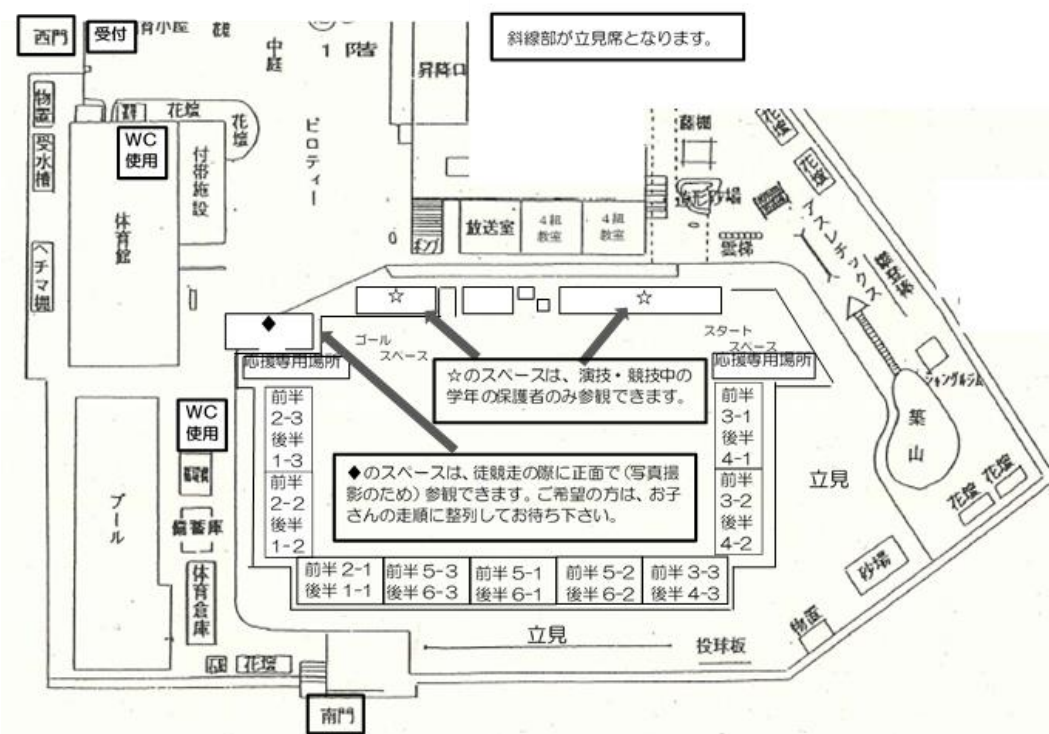 西門
受付
育小屋
中庭
1 階
昇降口
斜線部が立見席となります。
物置
花壇
花壇
WC
使用
受水槽
付帯施設
ピロティー
体育館
ヘチマ棚
藤棚
花壇
花壇
砂場
放送室
4組
教室
4組
教室
雲梯
アスレチックス
☆
☆
◆
ゴール
スペース
スタート
スペース
応援専用場所
応援専用場所
☆のスペースは、演技・競技中の
学年の保護者のみ参観できます。
ジャングルジム
築山
前半
2-3
後半
1-3
前半
2-2
後半
1-2
前半
3-1
後半
4-1
前半
3-2
後半
4-2
◆のスペースは、徒競走の際に正面で(写真撮
影のため)参観できます。ご希望の方は、お子
さんの走順に整列してお待ち下さい。
立見
WC
使用
プール
備蓄庫
体育倉庫
花壇
花壇
砂場
前半 2-1
後半 1-1
前半 5-3
後半 6-3
前半 5-1
後半 6-1
前半 5-2
後半 6-2
前半 3-3
後半 4-3
立見
投球板
物置
花壇
南門